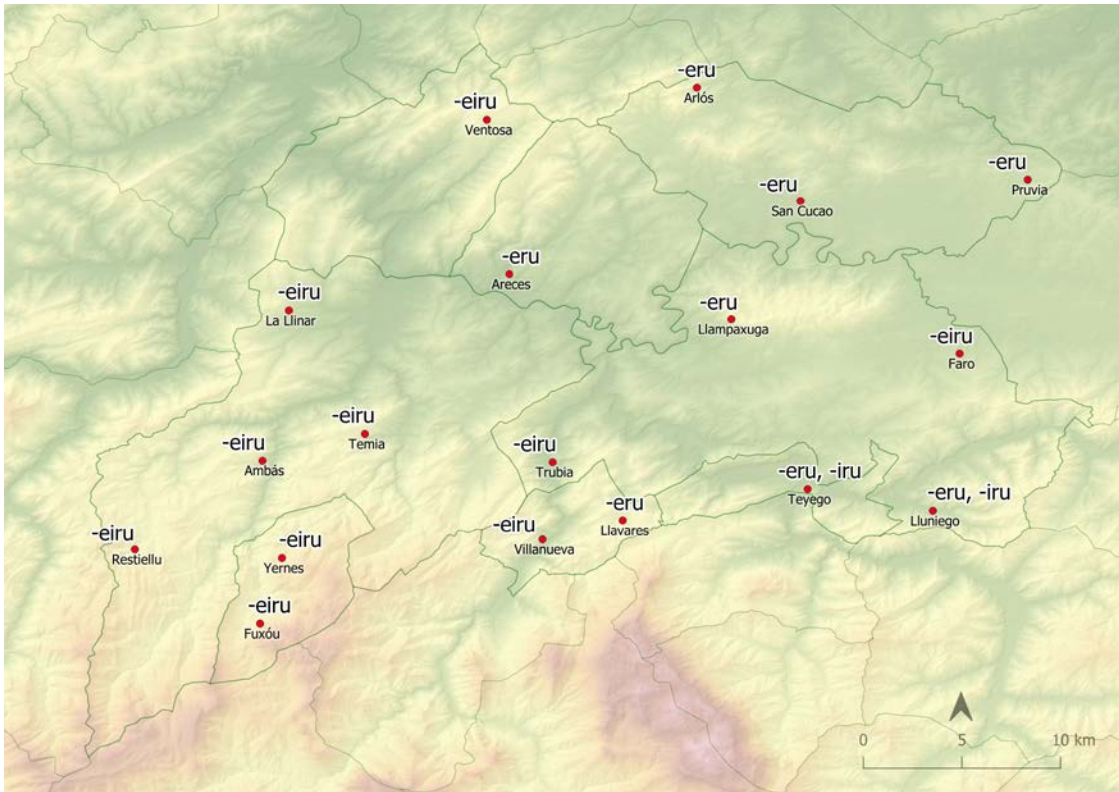 -eru
Arlós
-eiru
Ventosa
-eru
Pruvia
-eru
San Cucao
-eru
Areces
-eiru
La Llinar
-eru
Llampaxuga
-eiru
Faro
-eiru
Temia
-eiru
Ambás
-eiru
Trubia
-eru, -iru
Teyego
-eru, -iru
Lluniego
-eru
Llavares
-eiru
Villanueva
-eiru
Restiellu
-eiru
Yernes
-eiru
Fuxóu
0 5 10 km